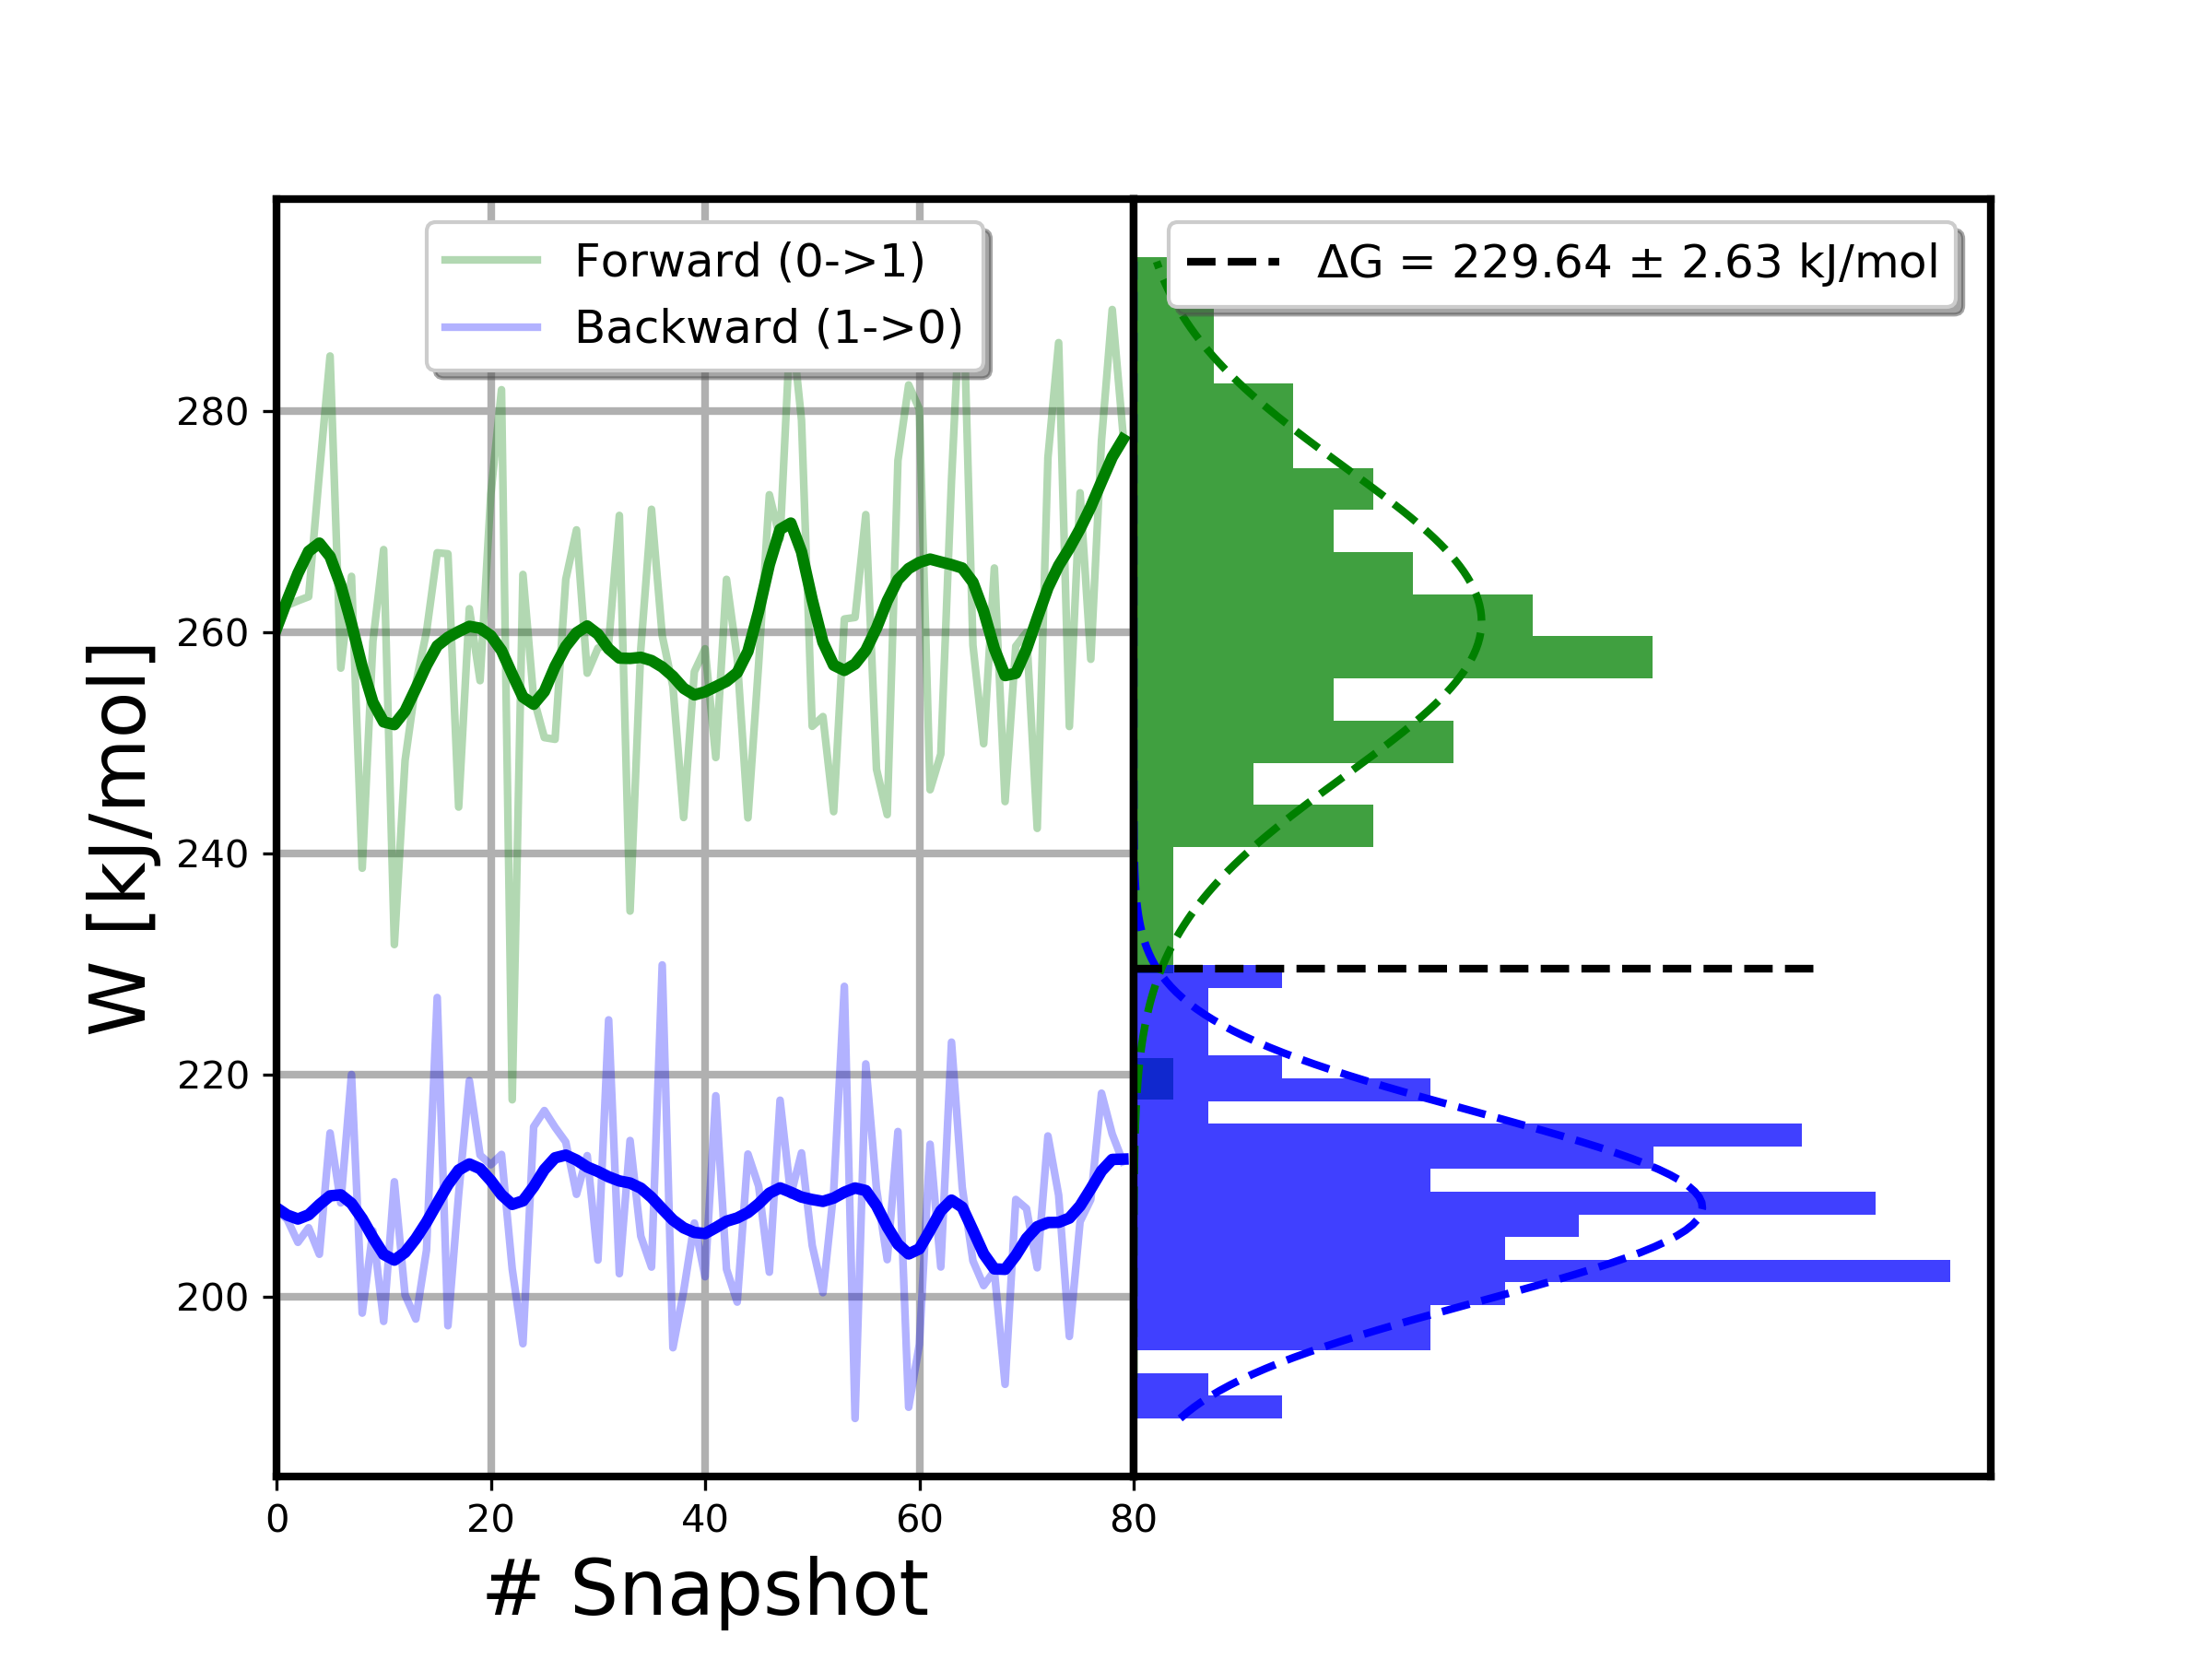 Forward (0->1)
Backward (1->0)
ΔG = 229.64 ± 2.63 kJ/mol
W [kJ/mol]
280
260
240
220
200
0 20 40 60 80
# Snapshot